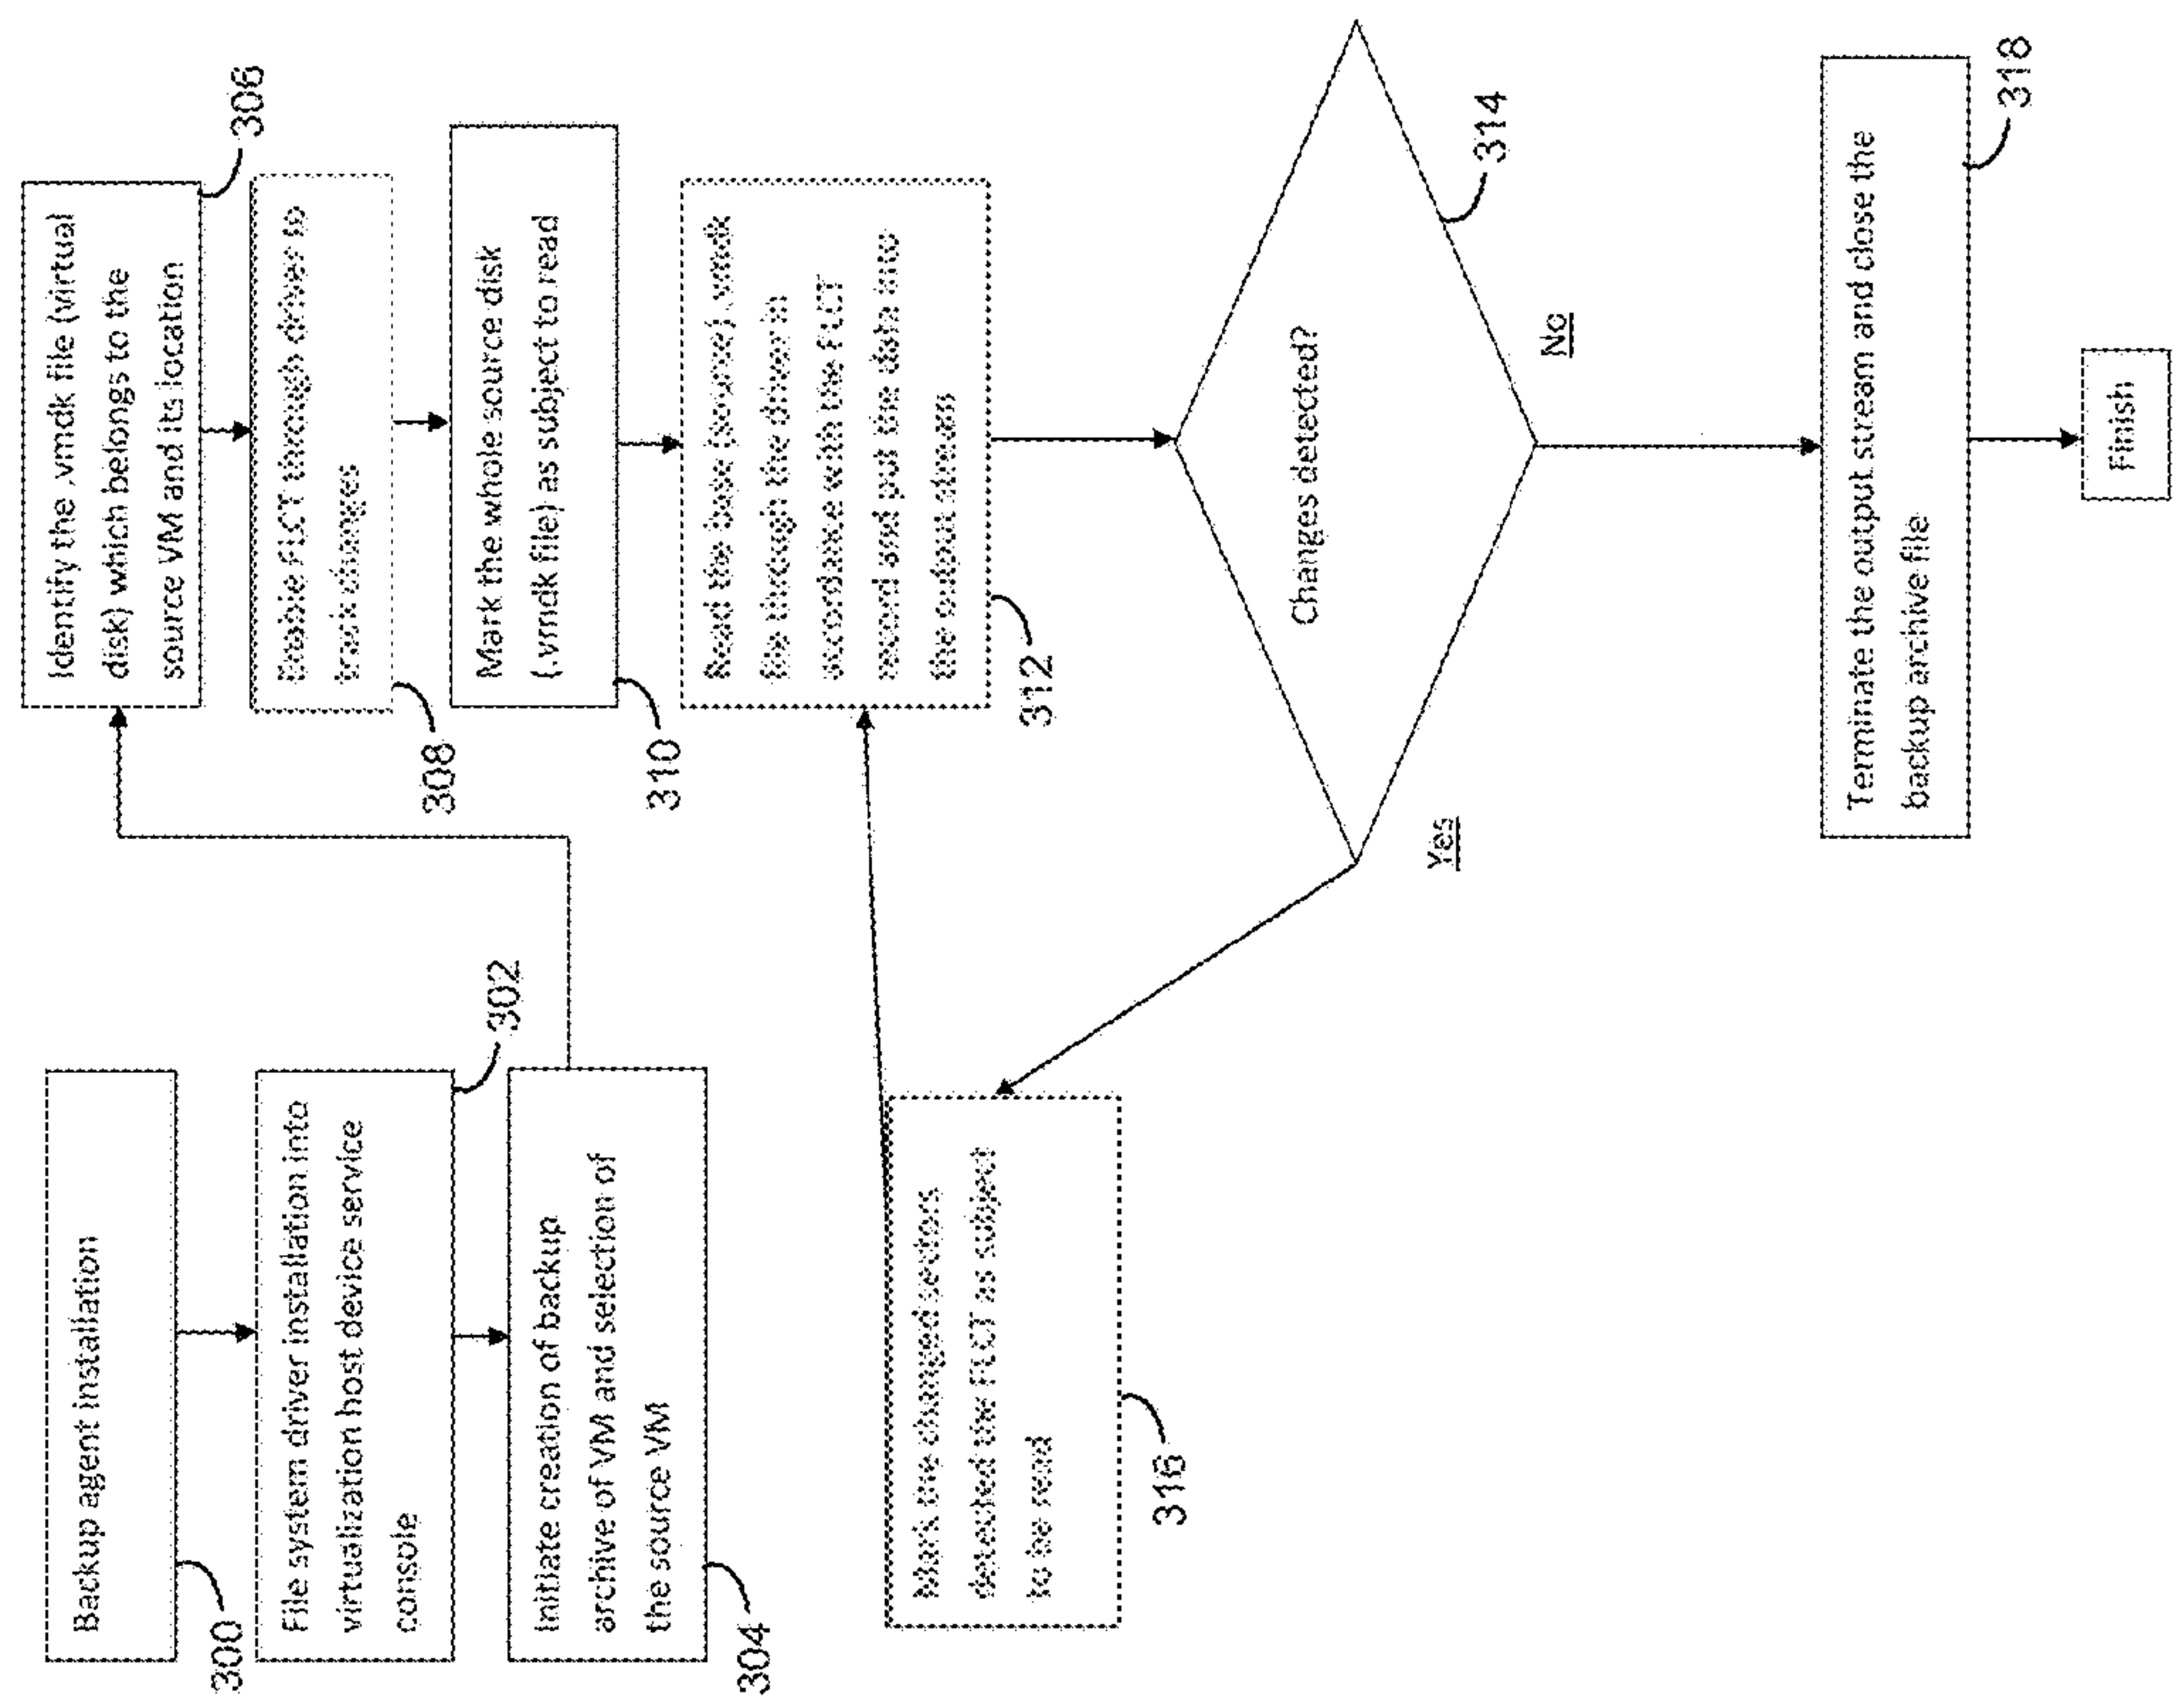 Backup agent installation
300
File system driver installation into
virtualization host device service
console
302
Initiate creation of backup
archive of VM and selection of
the source VM
304
Identify the .vmdk file (virtual
disk) which belongs to the
source VM and its location
306
Enable FLCT through driver to
track changes
308
Mark the whole source disk
(.vmdk file) as subject to read
310
Read the base (source) .vmdk
file through the driver in
accordance with the FLCT
record and put the data into
the output stream
312
Changes detected?
314
Yes
No
Mark the changed sectors
detected the FLCT as subject
to be read
316
Terminate the output stream and close the
backup archive file
318
Finish